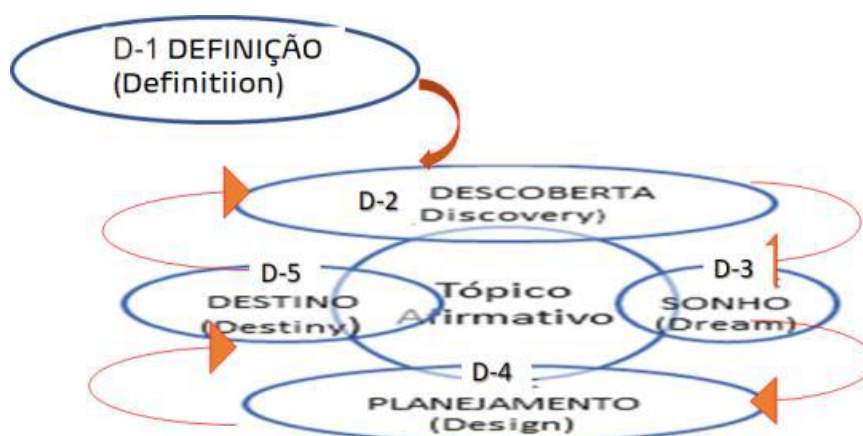 D-1 DEFINIÇÃO
(Definitiion)
D-2 DESCOBERTA
Discovery)
D-5
DESTINO
(Destiny)
Tópico
Afirmativo
D-3
SONHO
(Dream)
D-4
PLANEJAMENTO
(Design)